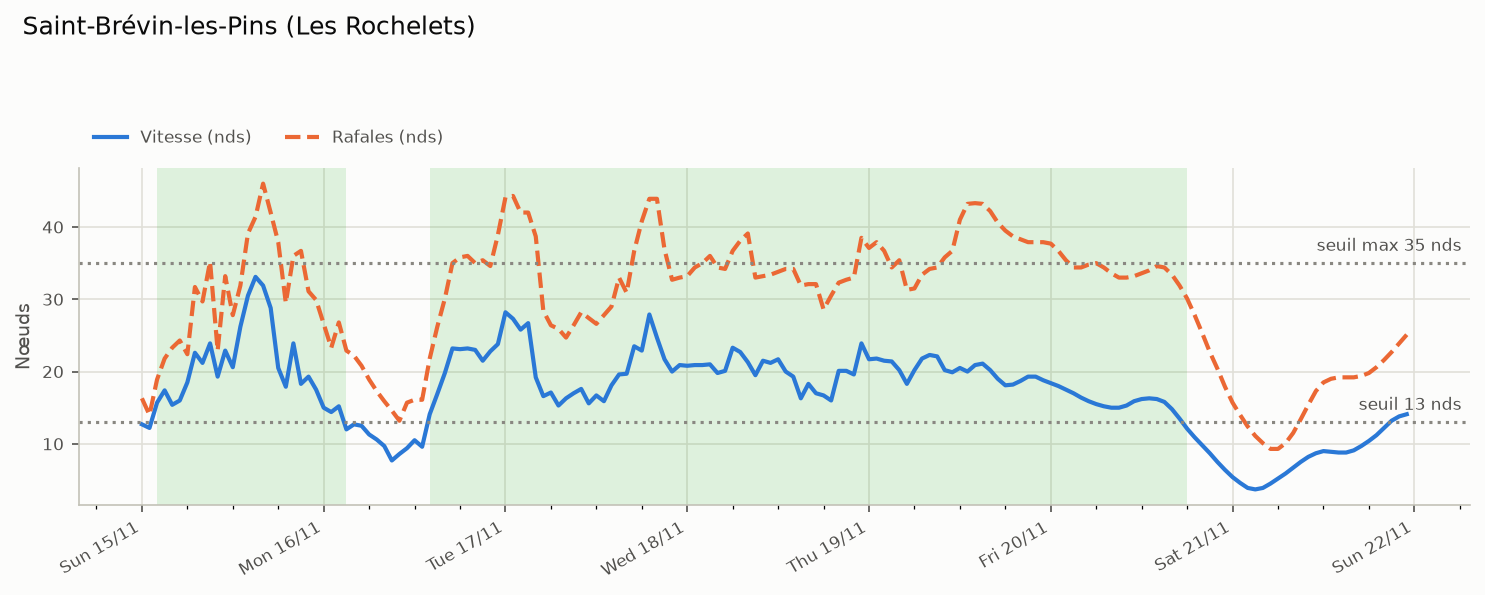 Saint-Brévin-les-Pins (Les Rochelets)
Vitesse (nds)
Rafales (nds)
Nœuds
40
30
20
10
seuil max 35 nds
seuil 13 nds
Sun 15/11
Mon 16/11
Tue 17/11
Wed 18/11
Thu 19/11
Fri 20/11
Sat 21/11
Sun 22/11